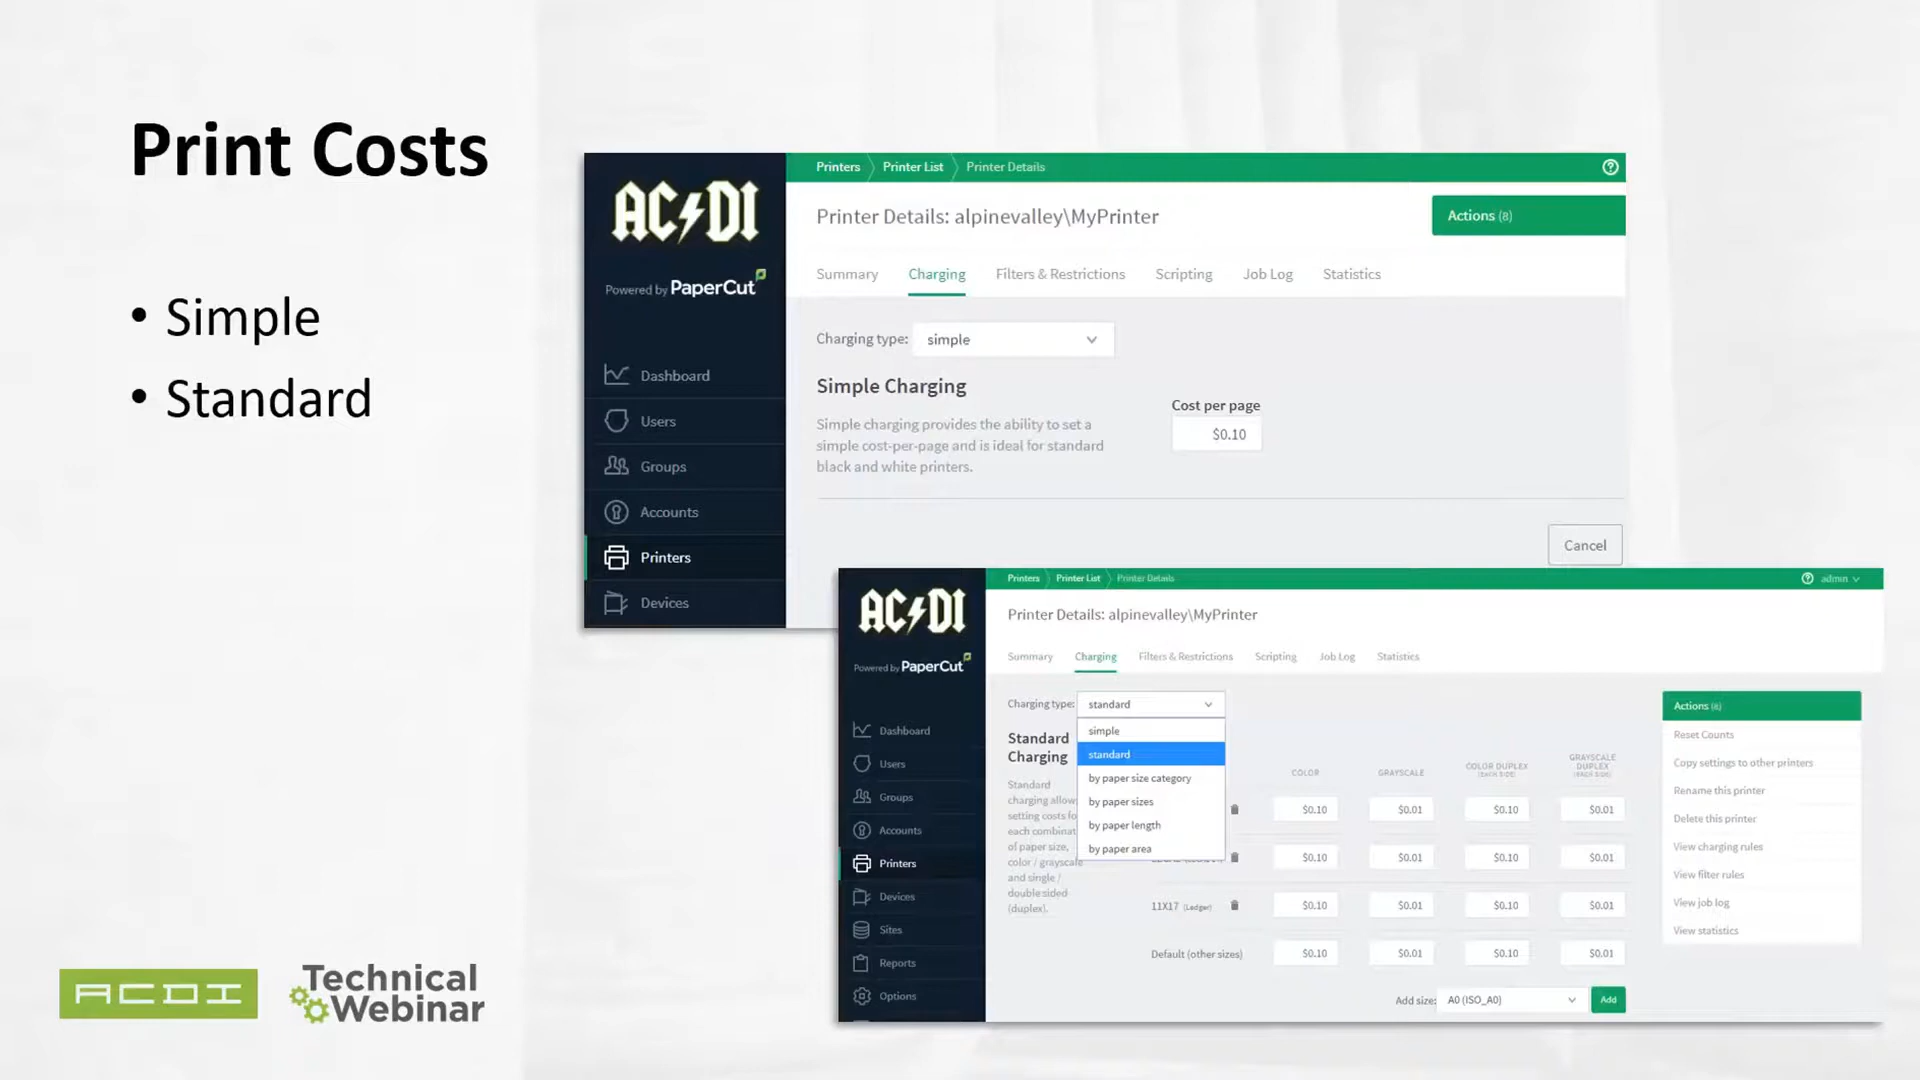 Print Costs
• Simple
• Standard
AC/DI
Powered by PaperCut
Dashboard
Users
Groups
Accounts
Printers
Devices
Printers
Printer List
Printer Details
Printer Details: alpinevalley\MyPrinter
Actions (8)
Summary
Charging
Filters & Restrictions
Scripting
Job Log
Statistics
Charging type:
simple
Simple Charging
Simple charging provides the ability to set a
simple cost-per-page and is ideal for standard
black and white printers.
Cost per page
$0.10
Cancel
AC/DI
Powered by PaperCut
Dashboard
Users
Groups
Accounts
Printers
Devices
Sites
Reports
Options
Printers
Printer List
Printer Details
admin
Printer Details: alpinevalley\MyPrinter
Summary
Charging
Filters & Restrictions
Scripting
Job Log
Statistics
Charging type:
standard
simple
standard
by paper size category
by paper sizes
by paper length
by paper area
Standard
Charging
Standard
charging allow
setting costs fo
each combinat
of paper size,
color / grayscale
and single /
double sided
(duplex).
COLOR
GRAYSCALE
COLOR DUPLEX
(EACH SIDE)
GRAYSCALE
DUPLEX
(EACH SIDE)
$0.10 $0.01 $0.10 $0.01
$0.10 $0.01 $0.10 $0.01
11X17 (Ledger) $0.10 $0.01 $0.10 $0.01
Default (other sizes) $0.10 $0.01 $0.10 $0.01
Add size:
A0 (ISO_A0)
Add
Actions (8)
Reset Counts
Copy settings to other printers
Rename this printer
Delete this printer
View charging rules
View filter rules
View job log
View statistics
ACDI
Technical
Webinar